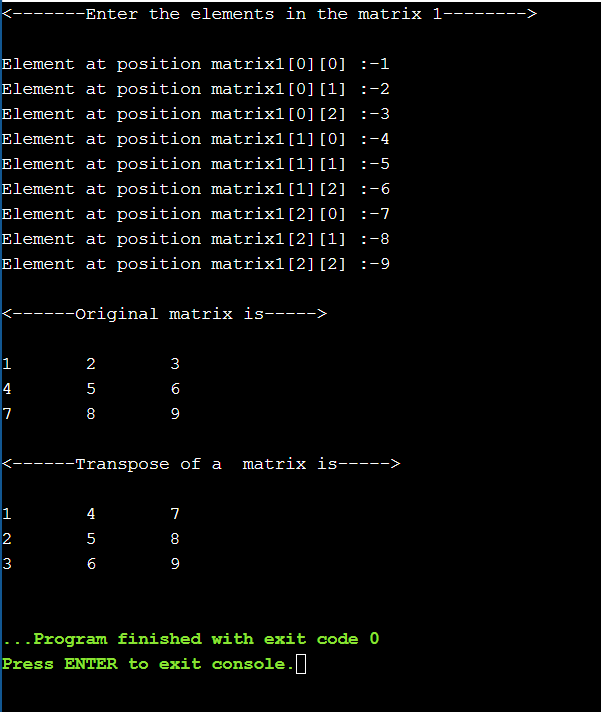 <-------Enter the elements in the matrix 1-------->
Element at position matrix1[0][0] :-1
Element at position matrix1[0][1] :-2
Element at position matrix1[0][2] :-3
Element at position matrix1[1][0] :-4
Element at position matrix1[1][1] :-5
Element at position matrix1[1][2] :-6
Element at position matrix1[2][0] :-7
Element at position matrix1[2][1] :-8
Element at position matrix1[2][2] :-9
<------Original matrix is----->
1 2 3
4 5 6
7 8 9
<------Transpose of a  matrix is----->
1 4 7
2 5 8
3 6 9
...Program finished with exit code 0
Press ENTER to exit console.